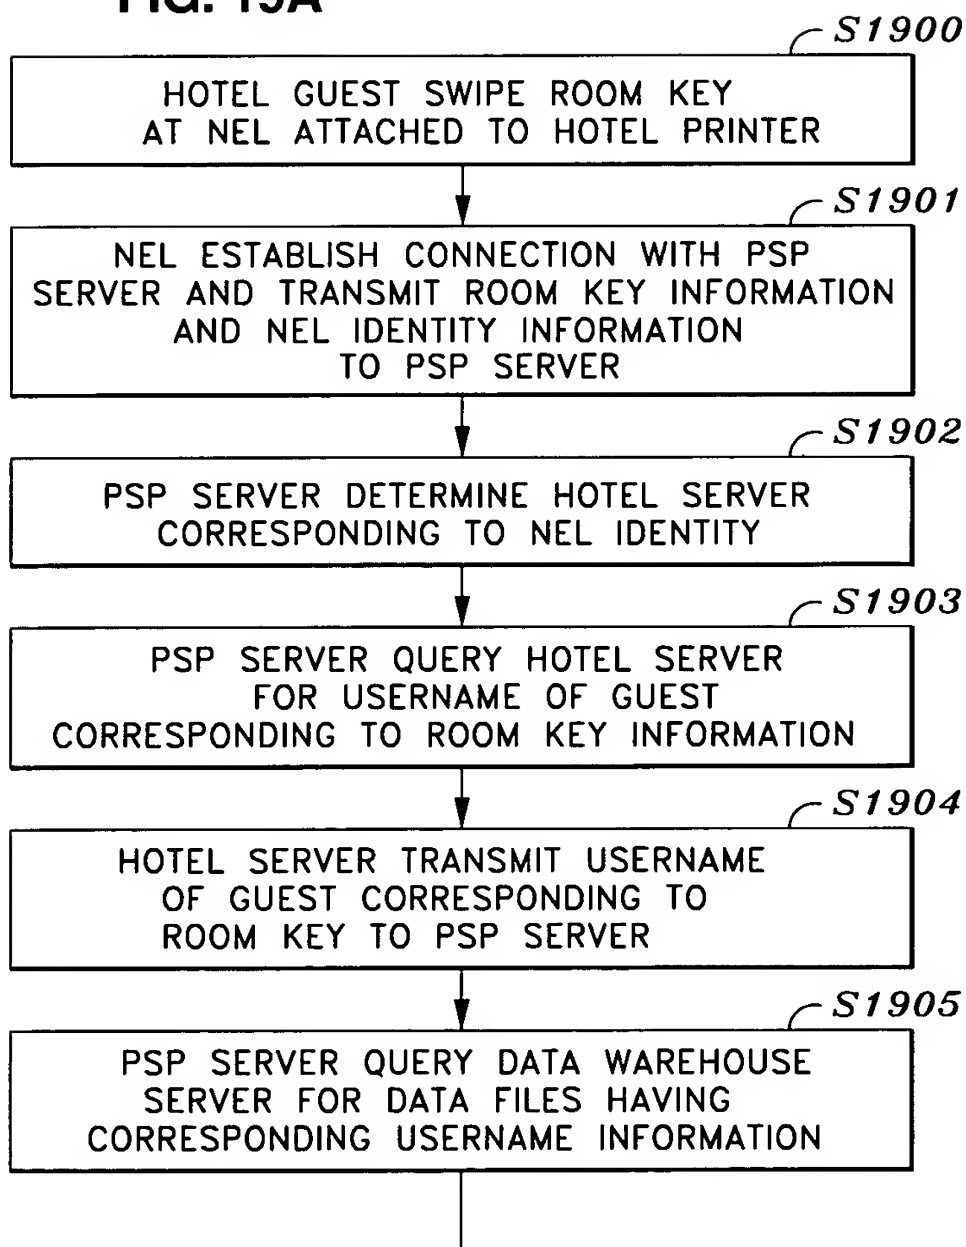 FIG. 19A
S1900
HOTEL GUEST SWIPE ROOM KEY
AT NEL ATTACHED TO HOTEL PRINTER
S1901
NEL ESTABLISH CONNECTION WITH PSP
SERVER AND TRANSMIT ROOM KEY INFORMATION
AND NEL IDENTITY INFORMATION
TO PSP SERVER
S1902
PSP SERVER DETERMINE HOTEL SERVER
CORRESPONDING TO NEL IDENTITY
S1903
PSP SERVER QUERY HOTEL SERVER
FOR USERNAME OF GUEST
CORRESPONDING TO ROOM KEY INFORMATION
S1904
HOTEL SERVER TRANSMIT USERNAME
OF GUEST CORRESPONDING TO
ROOM KEY TO PSP SERVER
S1905
PSP SERVER QUERY DATA WAREHOUSE
SERVER FOR DATA FILES HAVING
CORRESPONDING USERNAME INFORMATION